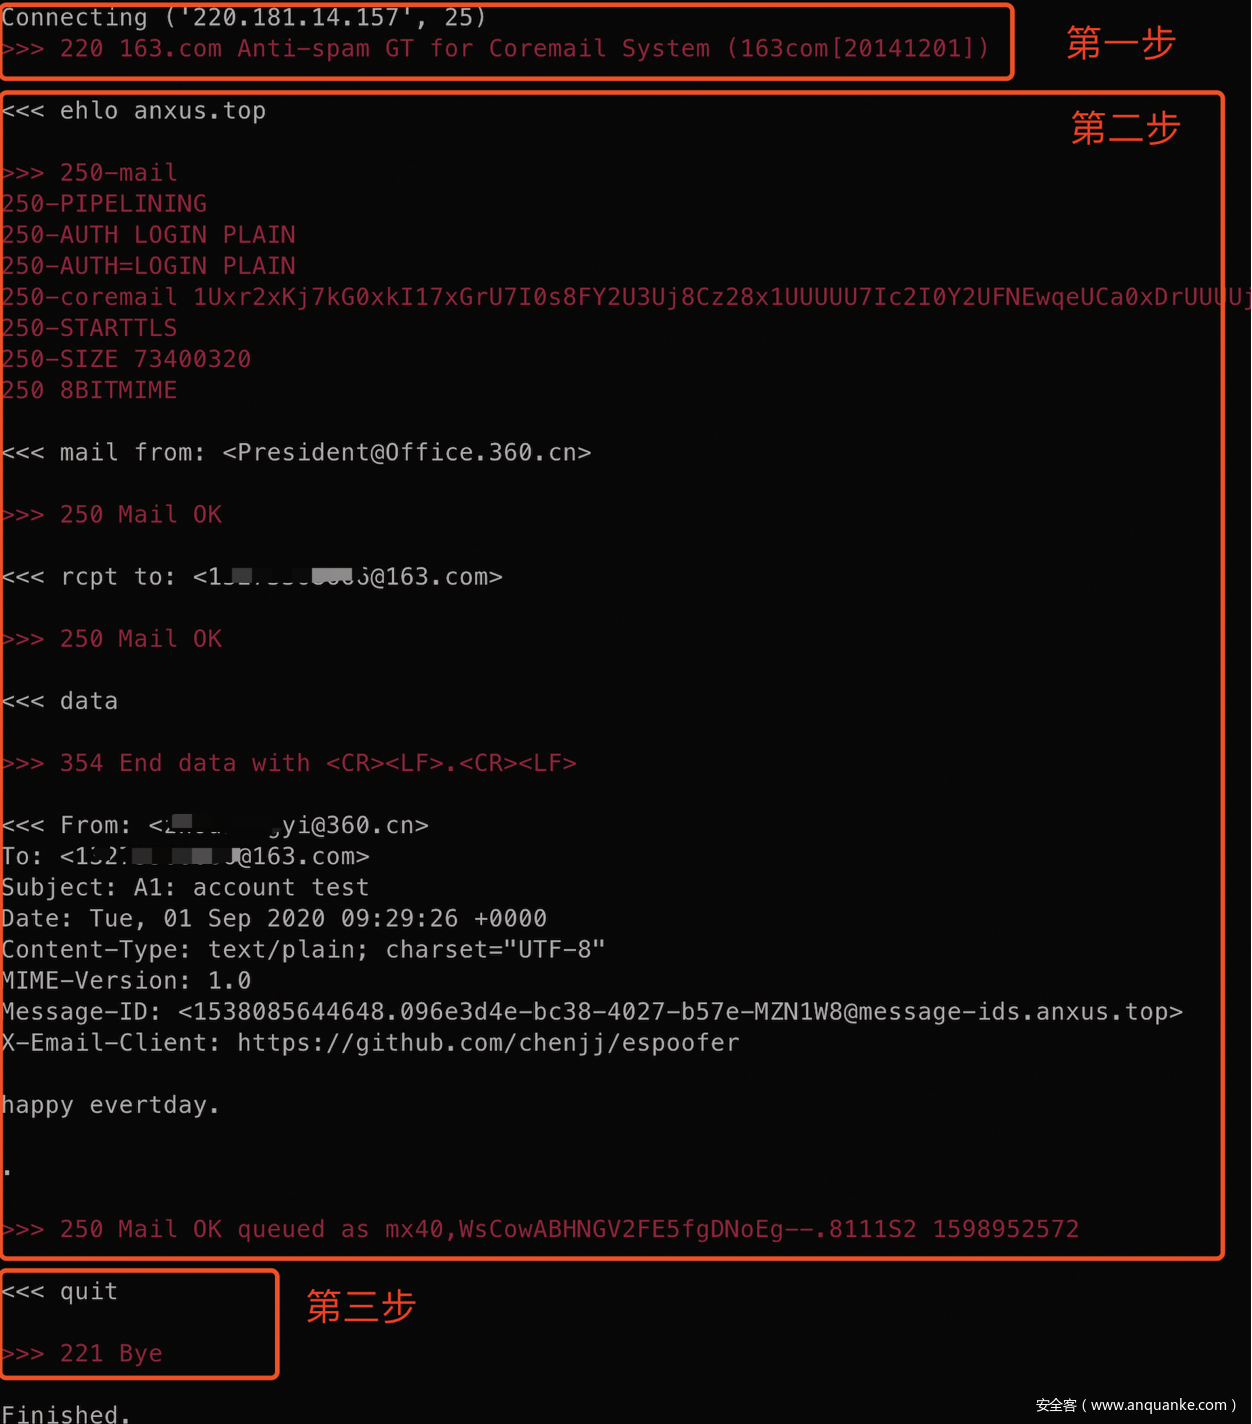 Connecting ('220.181.14.157', 25)
>>> 220 163.com Anti-spam GT for Coremail System (163com[20141201])
第一步
<<< ehlo anxus.top
第二步
>>> 250-mail
250-PIPELINING
250-AUTH LOGIN PLAIN
250-AUTH=LOGIN PLAIN
250-coremail 1Uxr2xKj7kG0xkI17xGrU7I0s8FY2U3Uj8Cz28x1UUUUU7Ic2I0Y2UFNEwqeUCa0xDrUUUUj
250-STARTTLS
250-SIZE 73400320
250 8BITMIME
<<< mail from: <President@Office.360.cn>
>>> 250 Mail OK
<<< rcpt to: 6@163.com>
>>> 250 Mail OK
<<< data
>>> 354 End data with <CR><LF>.<CR><LF>
<<< From: yi@360.cn>
To: @163.com>
Subject: A1: account test
Date: Tue, 01 Sep 2020 09:29:26 +0000
Content-Type: text/plain; charset="UTF-8"
MIME-Version: 1.0
Message-ID: <1538085644648.096e3d4e-bc38-4027-b57e-MZN1W8@message-ids.anxus.top>
X-Email-Client: https://github.com/chenjj/espoofer
happy evertday.
.
>>> 250 Mail OK queued as mx40,WsCowABHNGV2FE5fgDNoEg--.8111S2 1598952572
<<< quit
第三步
>>> 221 Bye
Finished.
安全客（www.anquanke.com）